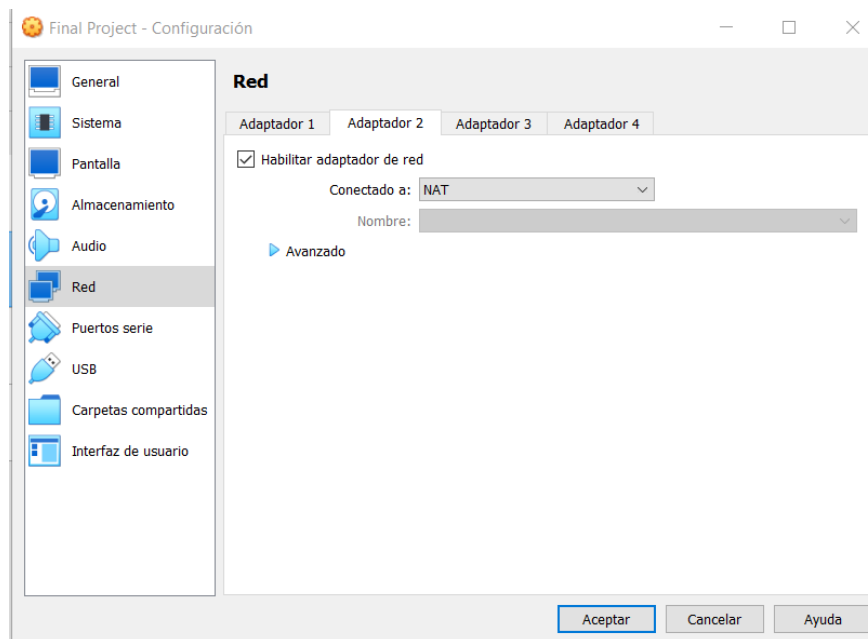 Final Project - Configuración
General
Sistema
Pantalla
Almacenamiento
Audio
Red
Puertos serie
USB
Carpetas compartidas
Interfaz de usuario
Red
Adaptador 1 Adaptador 2 Adaptador 3 Adaptador 4
Habilitar adaptador de red
Conectado a: NAT
Nombre:
Avanzado
Aceptar Cancelar Ayuda